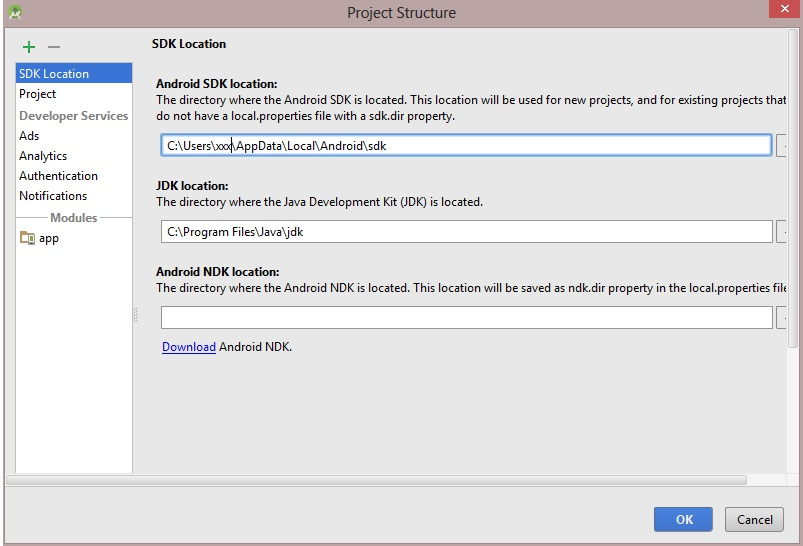 Project Structure
SDK Location
Project
Developer Services
Ads
Analytics
Authentication
Notifications
Modules
app
SDK Location
Android SDK location:
The directory where the Android SDK is located. This location will be used for new projects, and for existing projects that
do not have a local.properties file with a sdk.dir property.
C:\Users\xxx\AppData\Local\Android\sdk
JDK location:
The directory where the Java Development Kit (JDK) is located.
C:\Program Files\Java\jdk
Android NDK location:
The directory where the Android NDK is located. This location will be saved as ndk.dir property in the local.properties file
Download Android NDK.
OK
Cancel